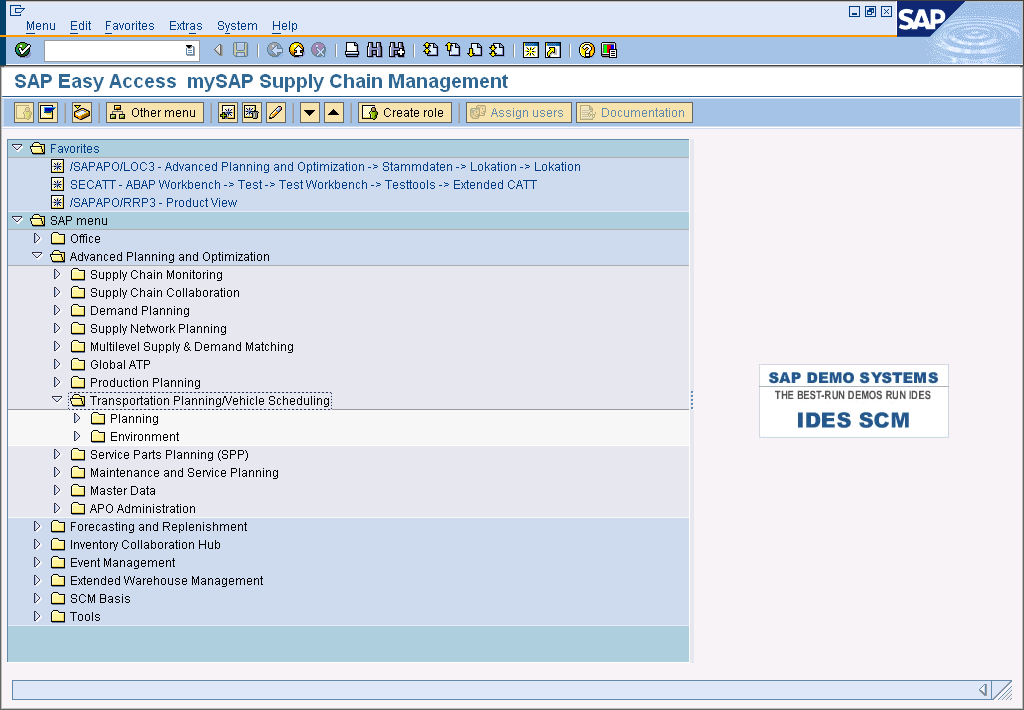 Menu Edit Favorites Extras System Help
SAP
SAP Easy Access mySAP Supply Chain Management
Other menu Create role Assign users Documentation
Favorites
/SAPAPO/LOC3 - Advanced Planning and Optimization -> Stammdaten -> Lokation -> Lokation
SECATT - ABAP Workbench -> Test -> Test Workbench -> Testtools -> Extended CATT
/SAPAPO/RRP3 - Product View
SAP menu
Office
Advanced Planning and Optimization
Supply Chain Monitoring
Supply Chain Collaboration
Demand Planning
Supply Network Planning
Multilevel Supply & Demand Matching
Global ATP
Production Planning
Transportation Planning/Vehicle Scheduling
Planning
Environment
Service Parts Planning (SPP)
Maintenance and Service Planning
Master Data
APO Administration
Forecasting and Replenishment
Inventory Collaboration Hub
Event Management
Extended Warehouse Management
SCM Basis
Tools
SAP DEMO SYSTEMS
THE BEST-RUN DEMOS RUN IDES
IDES SCM